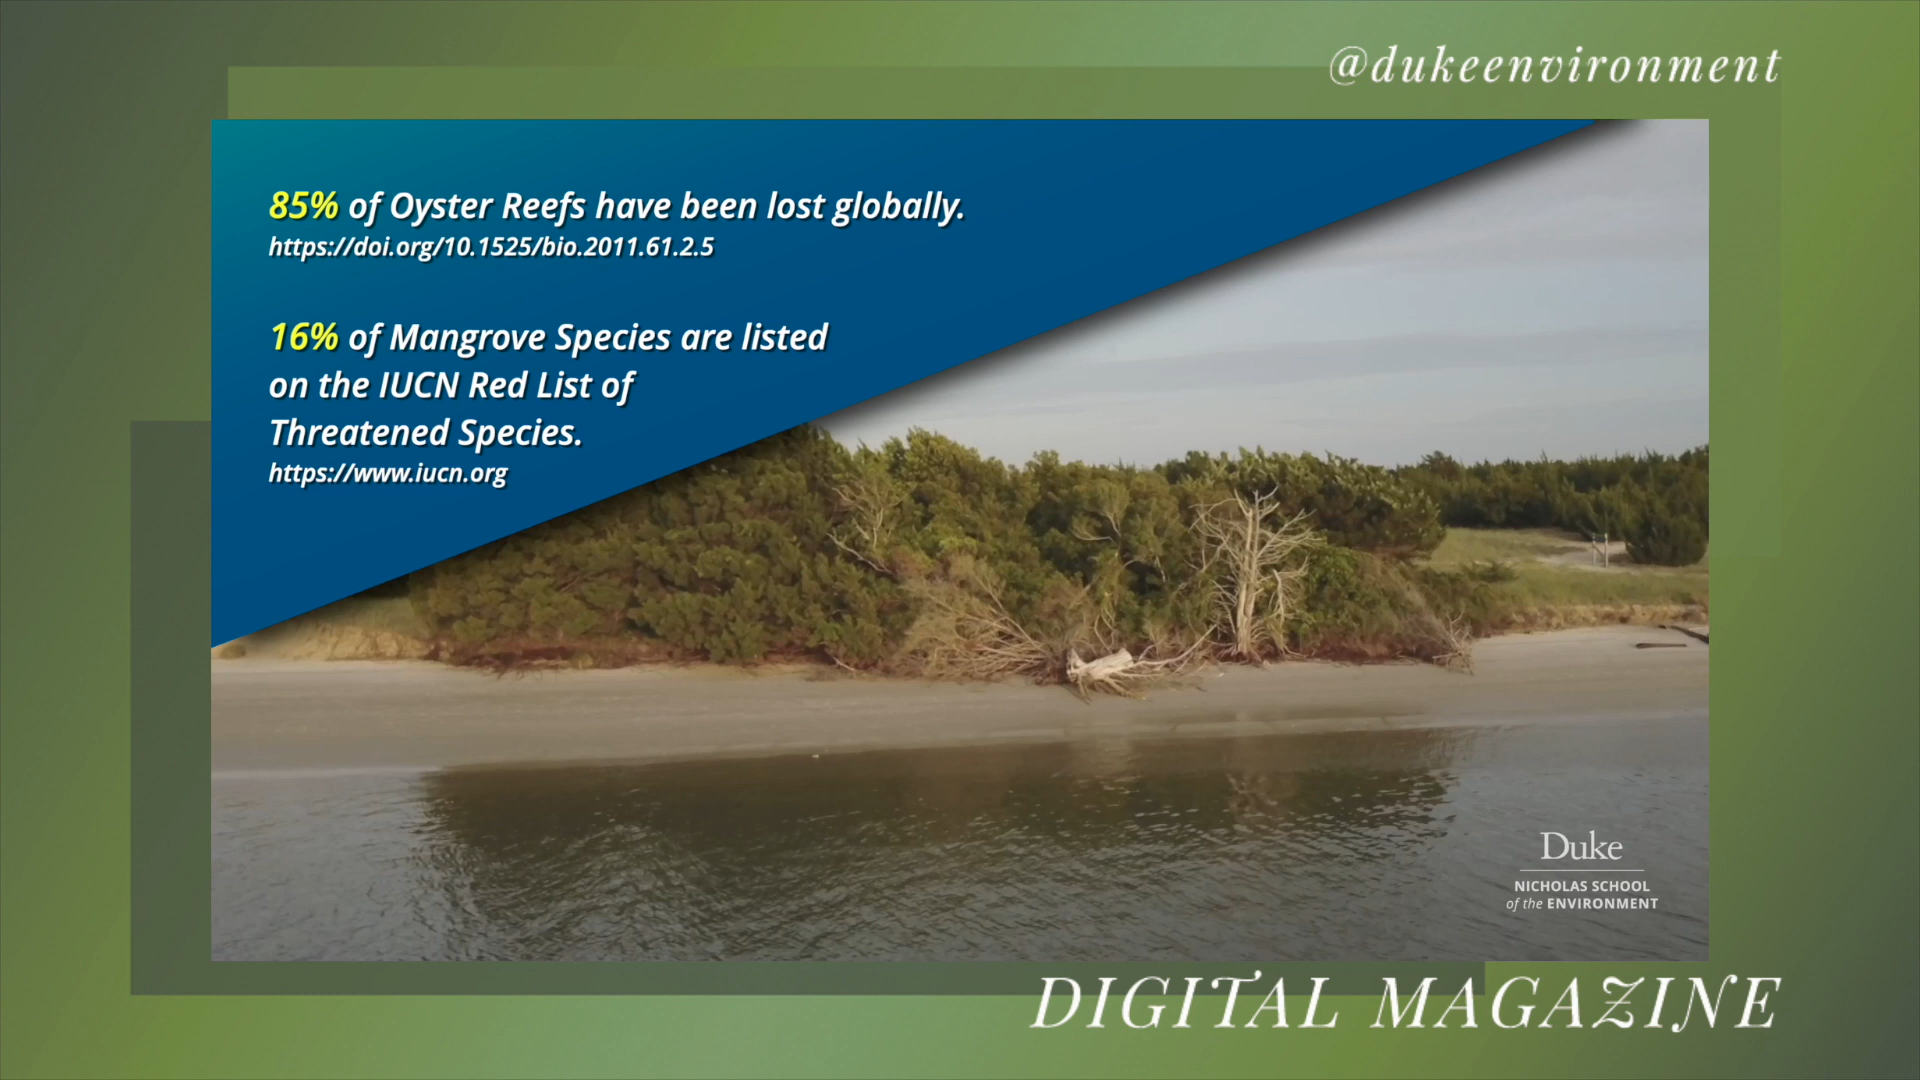 @dukeenvironment
85% of Oyster Reefs have been lost globally.
https://doi.org/10.1525/bio.2011.61.2.5
16% of Mangrove Species are listed
on the IUCN Red List of
Threatened Species.
https://www.iucn.org
Duke
NICHOLAS SCHOOL
of the ENVIRONMENT
DIGITAL MAGAZINE